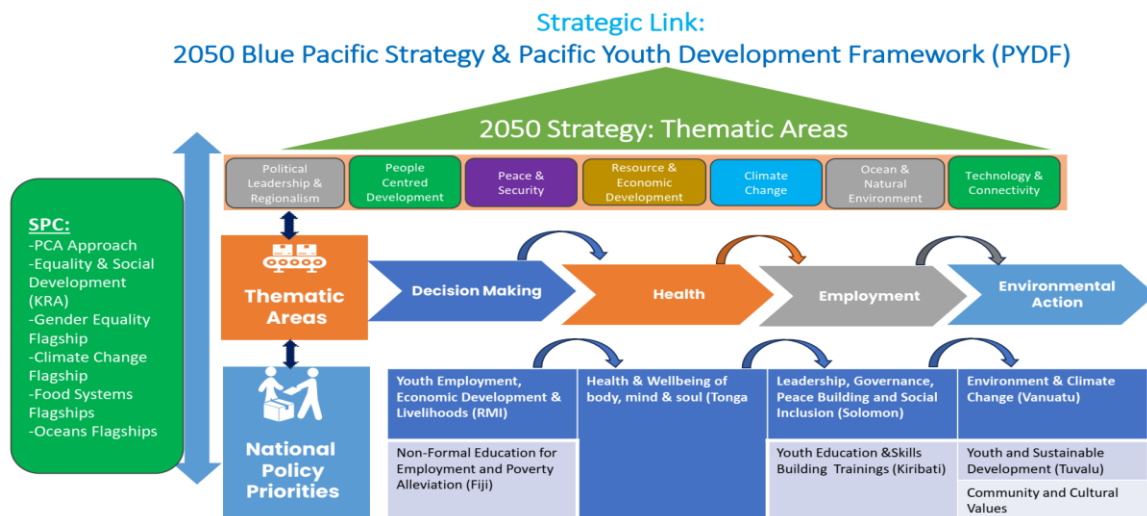 Strategic Link:
2050 Blue Pacific Strategy & Pacific Youth Development Framework (PYDF)
2050 Strategy: Thematic Areas
Political
Leadership &
Regionalism
People
Centred
Development
Peace &
Security
Resource &
Economic
Development
Climate
Change
Ocean &
Natural
Environment
Technology &
Connectivity
SPC:
-PCA Approach
-Equality & Social
Development
(KRA)
-Gender Equality
Flagship
-Climate Change
Flagship
-Food Systems
Flagships
-Oceans Flagships
Thematic
Areas
Decision Making
Health
Employment
Environmental
Action
National
Policy
Priorities
Youth Employment,
Economic Development &
Livelihoods (RMI)
Health & Wellbeing of
body, mind & soul (Tonga
Leadership, Governance,
Peace Building and Social
Inclusion (Solomon)
Environment & Climate
Change (Vanuatu)
Non-Formal Education for
Employment and Poverty
Alleviation (Fiji)
Youth Education &Skills
Building Trainings (Kiribati)
Youth and Sustainable
Development (Tuvalu)
Community and Cultural
Values